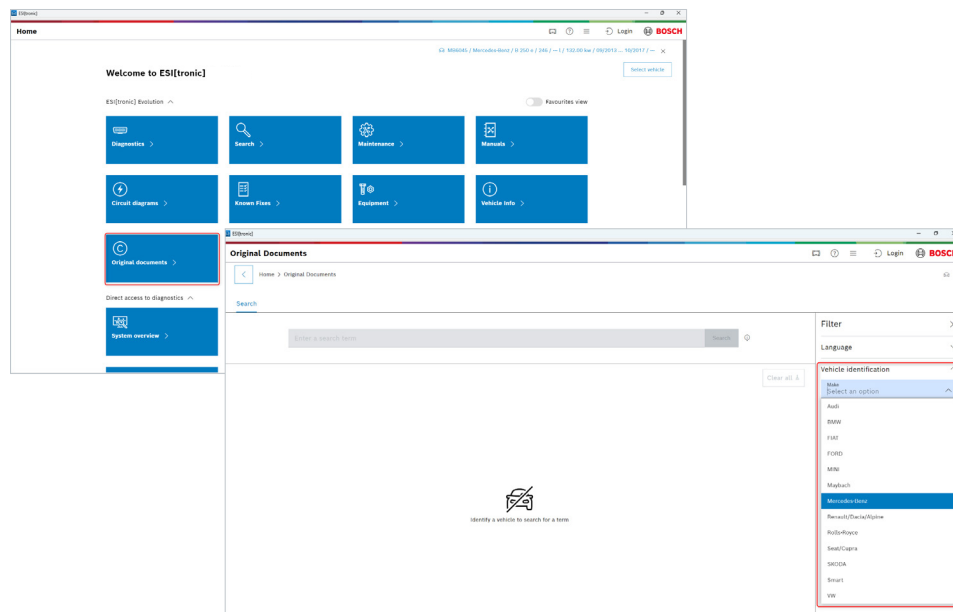 ESI[tronic]
Home
Login
BOSCH
M66045 / Mercedes-Benz / B 250 e / 246 / — l / 132.00 kw / 09/2013 ... 10/2017 / —
Welcome to ESI[tronic]
Select vehicle
ESI[tronic] Evolution
Favourites view
Diagnostics
Search
Maintenance
Manuals
Circuit diagrams
Known Fixes
Equipment
Vehicle Info
Original documents
Direct access to diagnostics
System overview
ESI[tronic]
Original Documents
Login
BOSCH
Home > Original Documents
Search
Enter a search term
Search
Clear all
Identify a vehicle to search for a term
Filter
Language
Vehicle identification
Make
Select an option
Audi
BMW
FIAT
FORD
MINI
Maybach
Mercedes-Benz
Renault/Dacia/Alpine
Rolls-Royce
Seat/Cupra
SKODA
Smart
VW